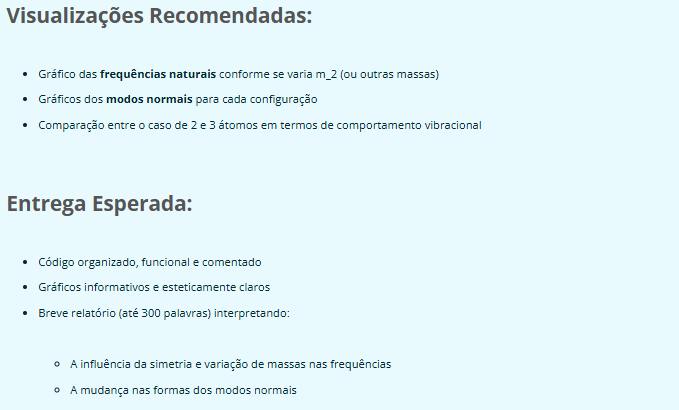 Visualizações Recomendadas:
Gráfico das frequências naturais conforme se varia m_2 (ou outras massas)
Gráficos dos modos normais para cada configuração
Comparação entre o caso de 2 e 3 átomos em termos de comportamento vibracional
Entrega Esperada:
Código organizado, funcional e comentado
Gráficos informativos e esteticamente claros
Breve relatório (até 300 palavras) interpretando:
A influência da simetria e variação de massas nas frequências
A mudança nas formas dos modos normais